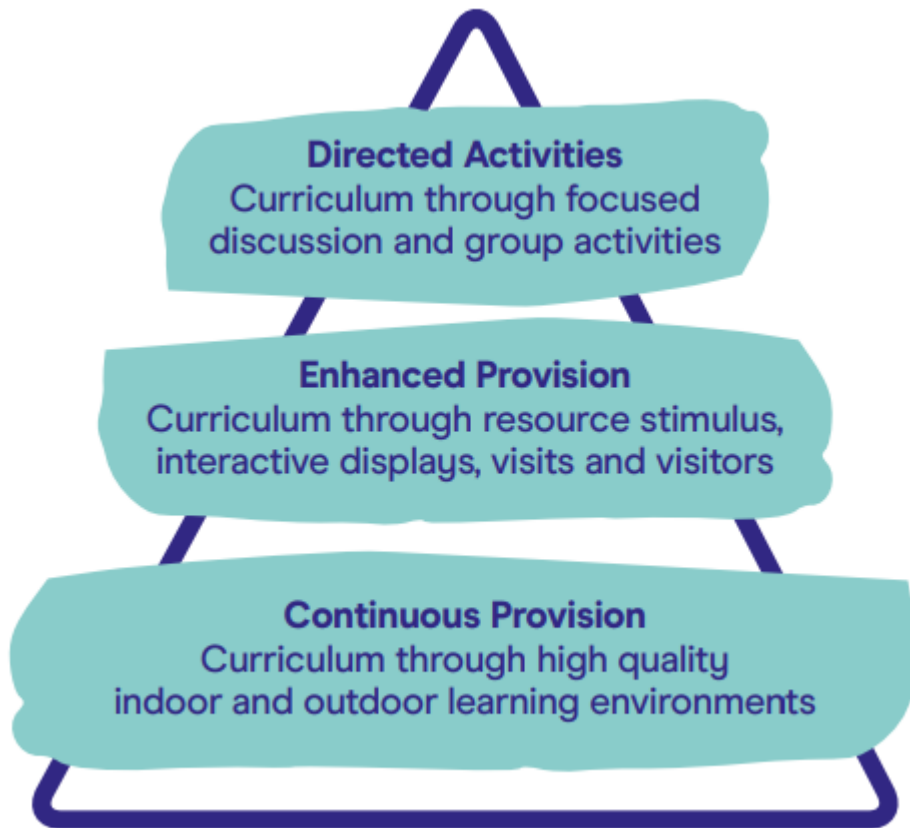 Directed Activities
Curriculum through focused
discussion and group activities
Enhanced Provision
Curriculum through resource stimulus,
interactive displays, visits and visitors
Continuous Provision
Curriculum through high quality
indoor and outdoor learning environments